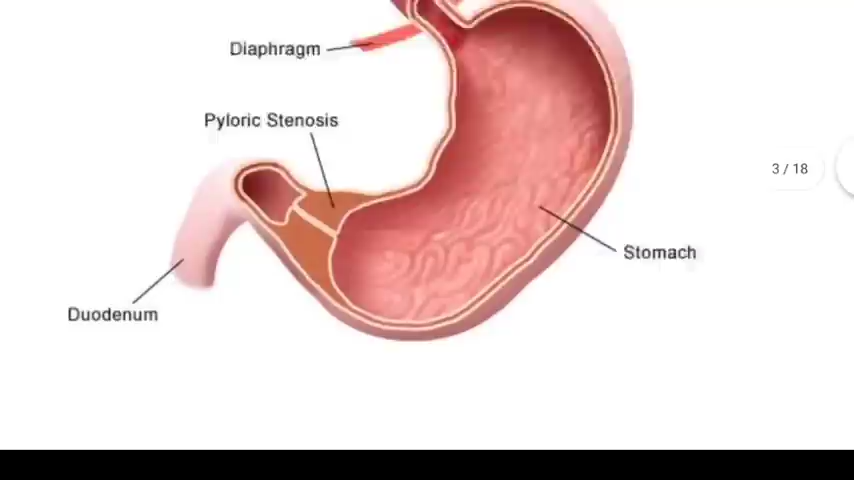 Diaphragm
Pyloric Stenosis
3 / 18
Stomach
Duodenum